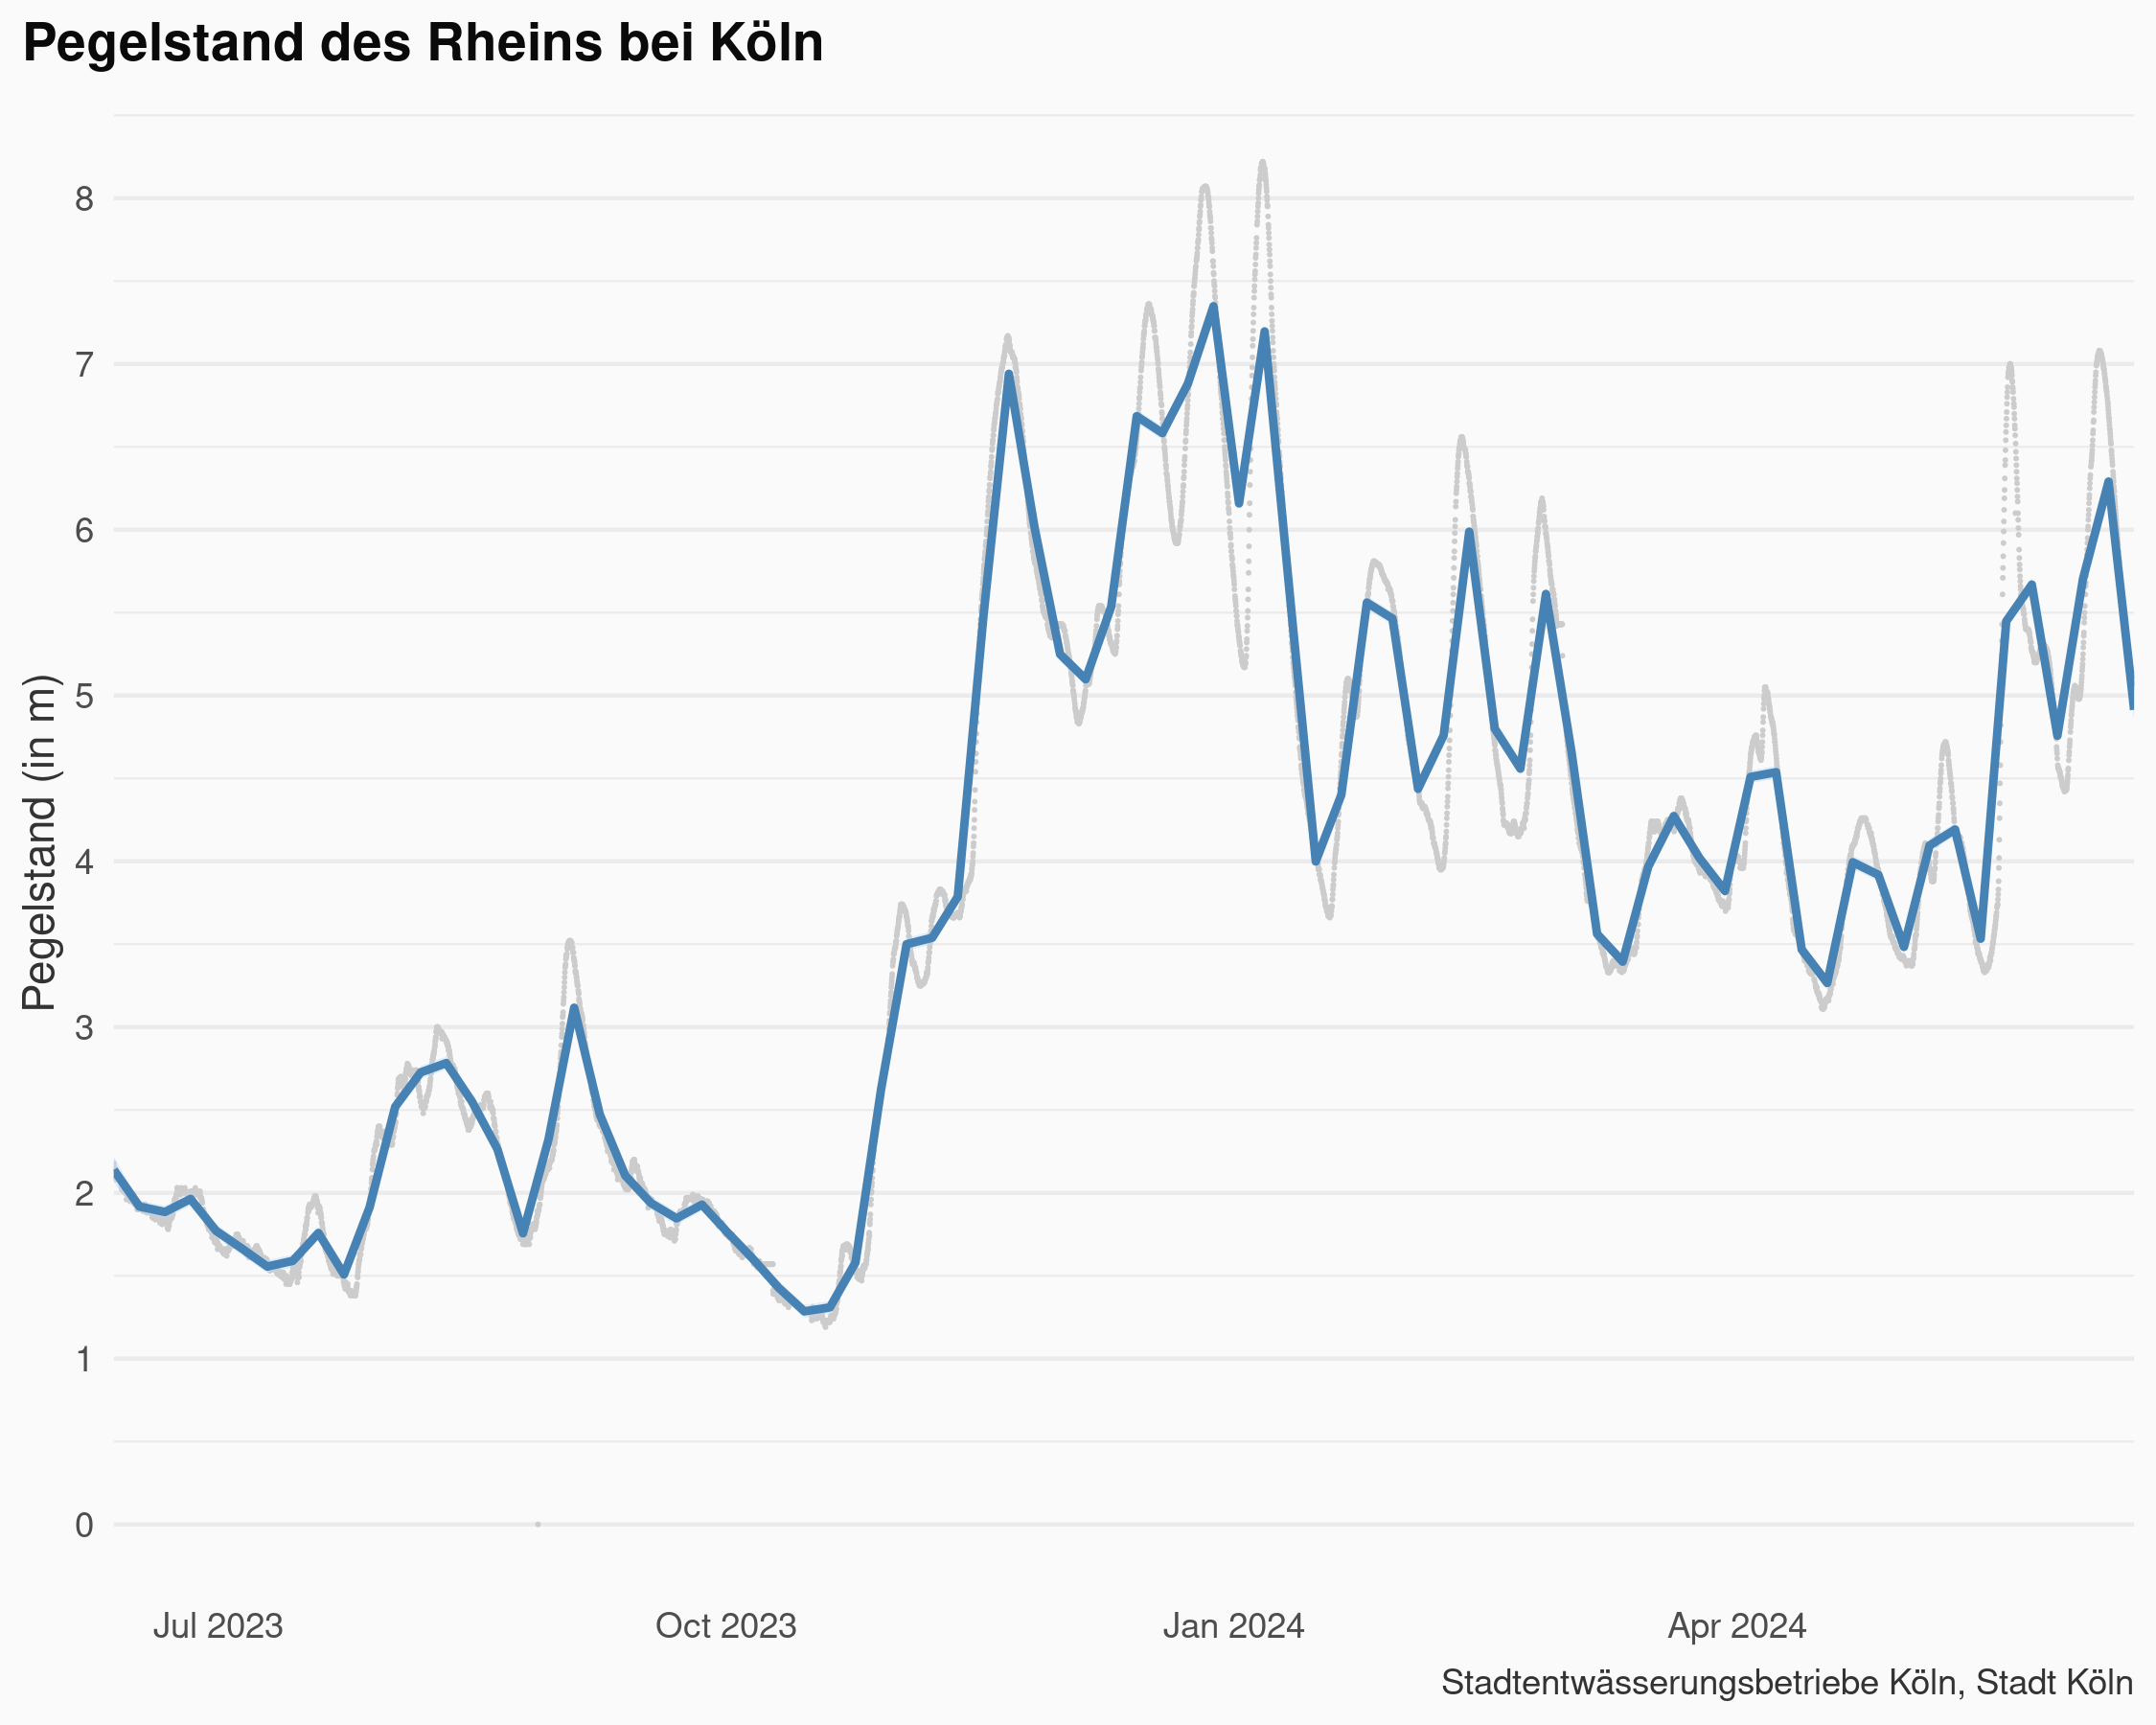 Pegelstand des Rheins bei Köln
Pegelstand (in m)
8
7
6
5
4
3
2
1
0
Jul 2023 Oct 2023 Jan 2024 Apr 2024
Stadtentwässerungsbetriebe Köln, Stadt Köln